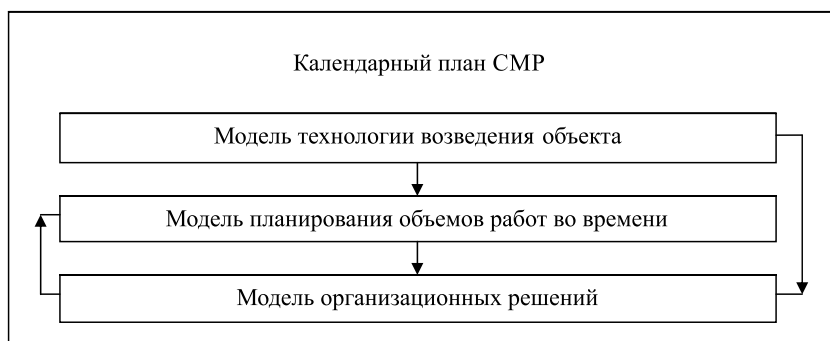 Календарный план СМР
Модель технологии возведения объекта
Модель планирования объемов работ во времени
Модель организационных решений